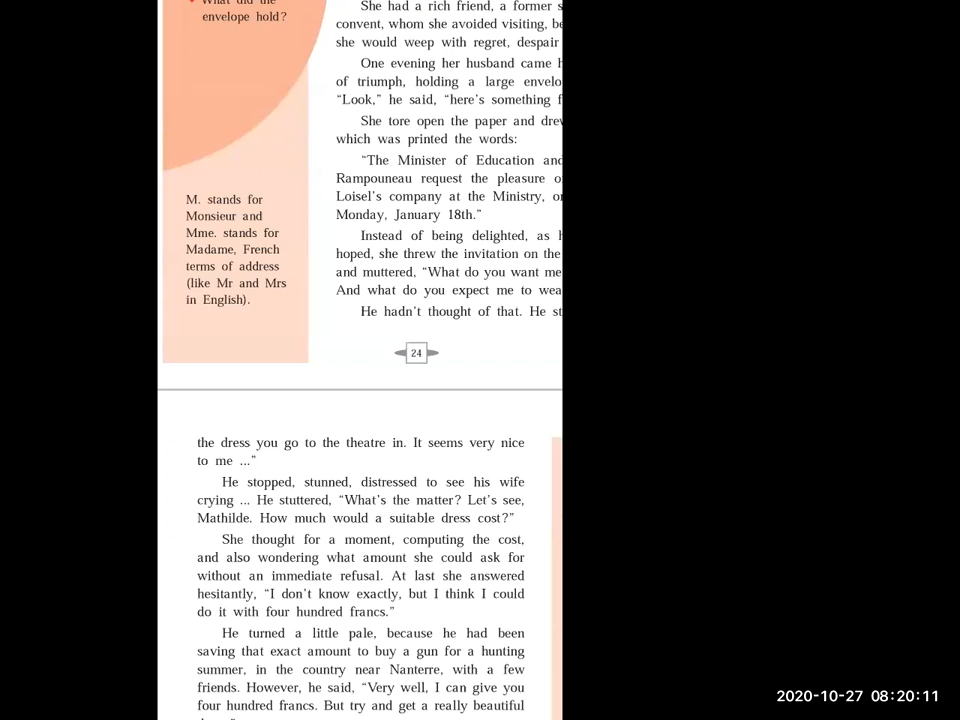 What did the
envelope hold?
M. stands for
Monsieur and
Mme. stands for
Madame, French
terms of address
(like Mr and Mrs
in English).
She had a rich friend, a former
convent, whom she avoided visiting,
she would weep with regret, despair
One evening her husband came
of triumph, holding a large
“Look,” he said, “here’s something
She tore open the paper and
which was printed the words:
“The Minister of Education and
Rampouneau request the pleasure
Loisel’s company at the Ministry,
Monday, January 18th.”
Instead of being delighted, as
hoped, she threw the invitation on the
and muttered, “What do you want me
And what do you expect me to
He hadn’t thought of that. He
24
the dress you go to the theatre in. It seems very nice
to me ...”
He stopped, stunned, distressed to see his wife
crying ... He stuttered, “What’s the matter? Let’s see,
Mathilde. How much would a suitable dress cost?”
She thought for a moment, computing the cost,
and also wondering what amount she could ask for
without an immediate refusal. At last she answered
hesitantly, “I don’t know exactly, but I think I could
do it with four hundred francs.”
He turned a little pale, because he had been
saving that exact amount to buy a gun for a hunting
summer, in the country near Nanterre, with a few
friends. However, he said, “Very well, I can give you
four hundred francs. But try and get a really beautiful
2020-10-27 08:20:11